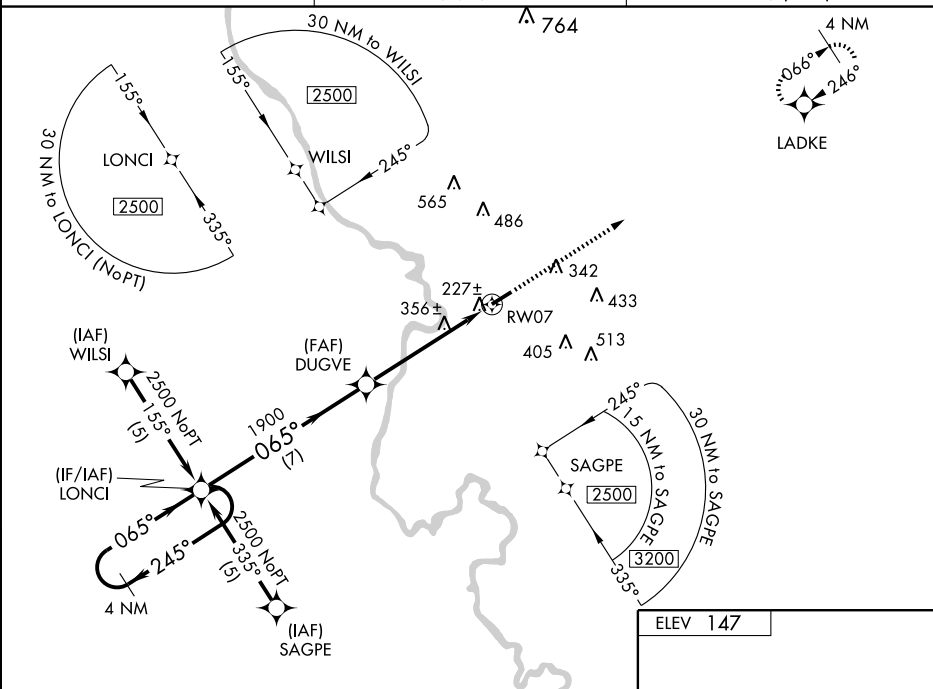 764
4 NM
066°
246°
LADKE
30 NM to WILSI
155°
2500
WILSI
245°
155°
LONCI
2500
335°
30 NM to LONCI (NoPT)
565
486
342
227±
433
356±
RW07
405
513
(IAF)
WILSI
2500 NoPT
155°
(5)
(FAF)
DUGVE
1900
065°
(7)
(IF/IAF)
LONCI
065°
245°
4 NM
2500 NoPT
335°
(5)
(IAF)
SAGPE
245°
15 NM to SAGPE
30 NM to SAGPE
SAGPE
2500
3200
335°
ELEV 147